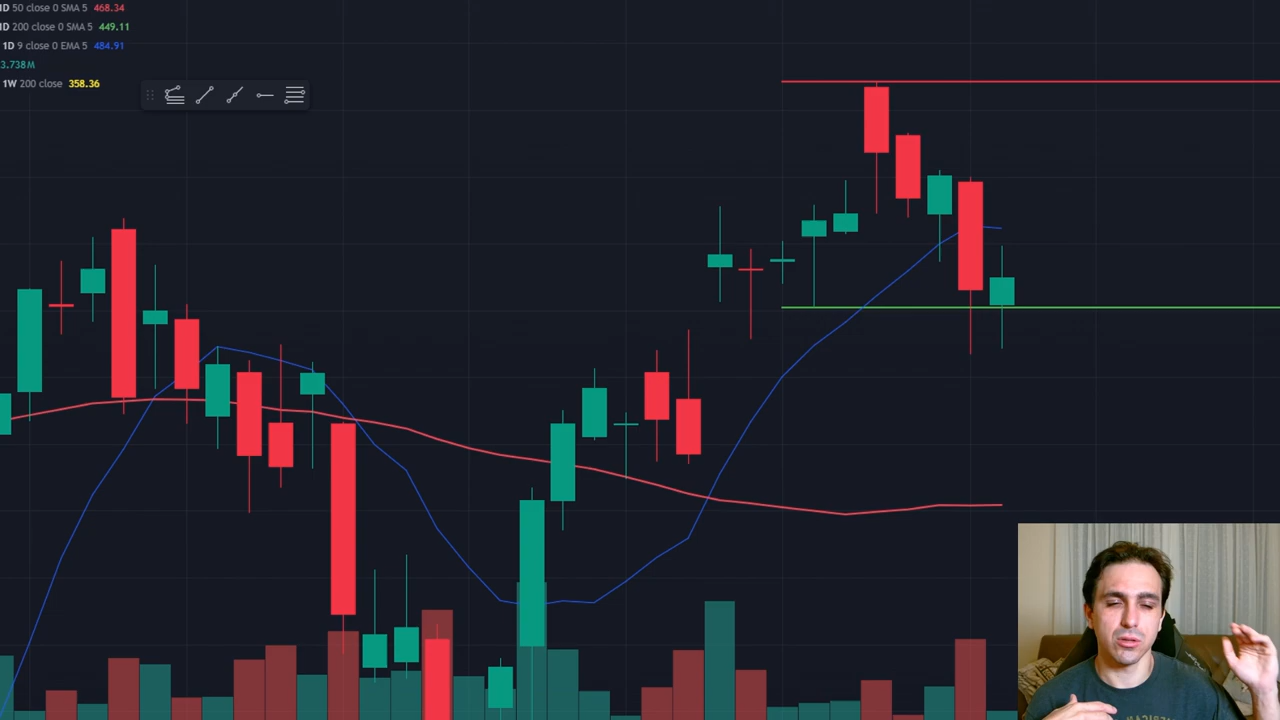 1D 50 close 0 SMA 5 468.34
1D 200 close 0 SMA 5 449.11
1D 9 close 0 EMA 5 484.91
3.738M
1W 200 close 358.36